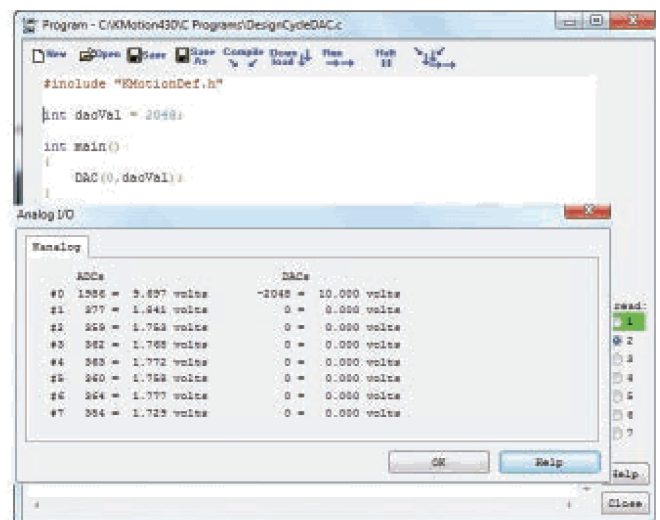 Program - C:\KMotion430\C Programs\DesignCycleDAC.c
New Open Save Save As Compile Down load Run Halt
#include "KMotionDef.h"
int dacVal = 2048;
int main()
{
DAC(0,dacVal);
}
Analog I/O
Kanalog
ADCs DACs
#0 1986 = 9.697 volts -2048 = 10.000 volts
#1 377 = 1.841 volts 0 = 0.000 volts
#2 359 = 1.753 volts 0 = 0.000 volts
#3 362 = 1.768 volts 0 = 0.000 volts
#4 363 = 1.772 volts 0 = 0.000 volts
#5 360 = 1.758 volts 0 = 0.000 volts
#6 364 = 1.777 volts 0 = 0.000 volts
#7 354 = 1.729 volts 0 = 0.000 volts
OK Help
read:
1
2
3
4
5
6
7
Help
Close